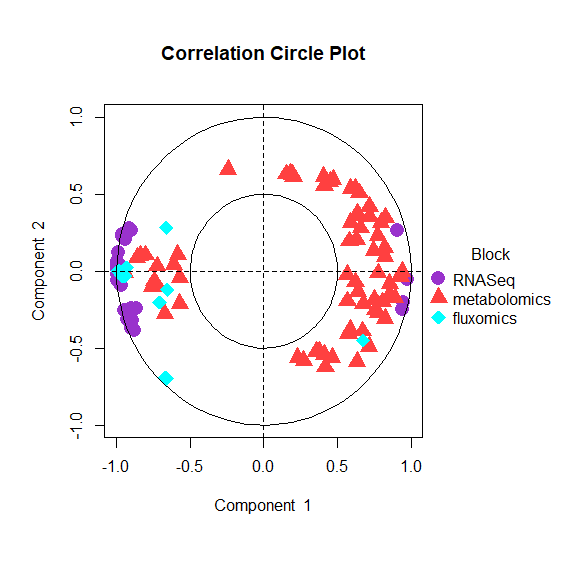 Correlation Circle Plot
Component 2
1.0
0.5
0.0
-0.5
-1.0
-1.0 -0.5 0.0 0.5 1.0
Component 1
Block
RNASeq
metabolomics
fluxomics